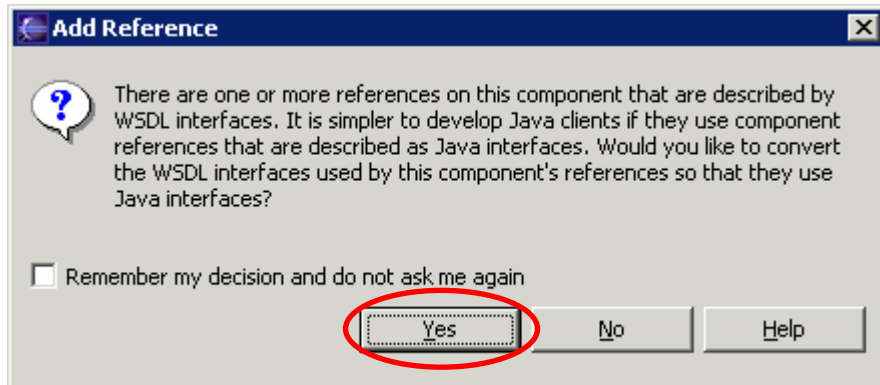 Add Reference
There are one or more references on this component that are described by
WSDL interfaces. It is simpler to develop Java clients if they use component
references that are described as Java interfaces. Would you like to convert
the WSDL interfaces used by this component's references so that they use
Java interfaces?
Remember my decision and do not ask me again
Yes No Help